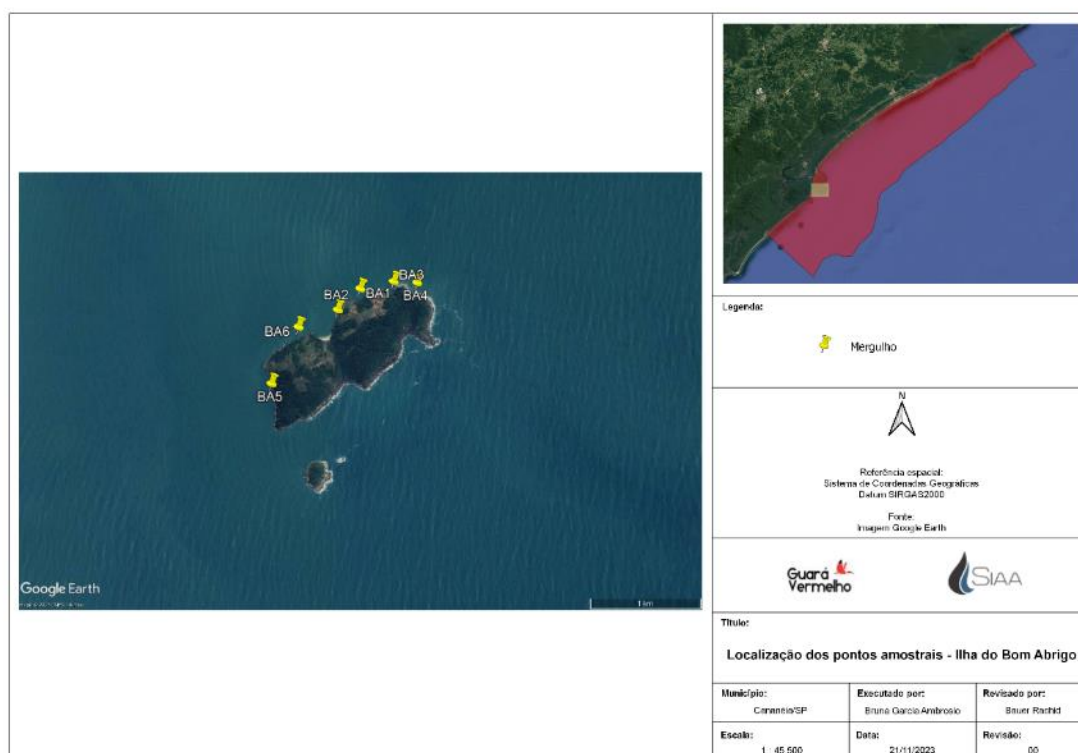 BA3
BA1
BA4
BA2
BA6
BA5
Google Earth
1 km
Legenda:
Mergulho
N
Referência espacial:
Sistema de Coordenadas Geográficas
Datum SIRGAS2000
Fonte:
Imagem Google Earth
Guará
Vermelho
SIAA
Título:
Localização dos pontos amostrais - Ilha do Bom Abrigo
Município:
Cananeia/SP
Executado por:
Bruna Garcia Ambrosio
Revisado por:
Bauer Rachid
Escala:
1 : 45.500
Data:
21/11/2023
Revisão:
00